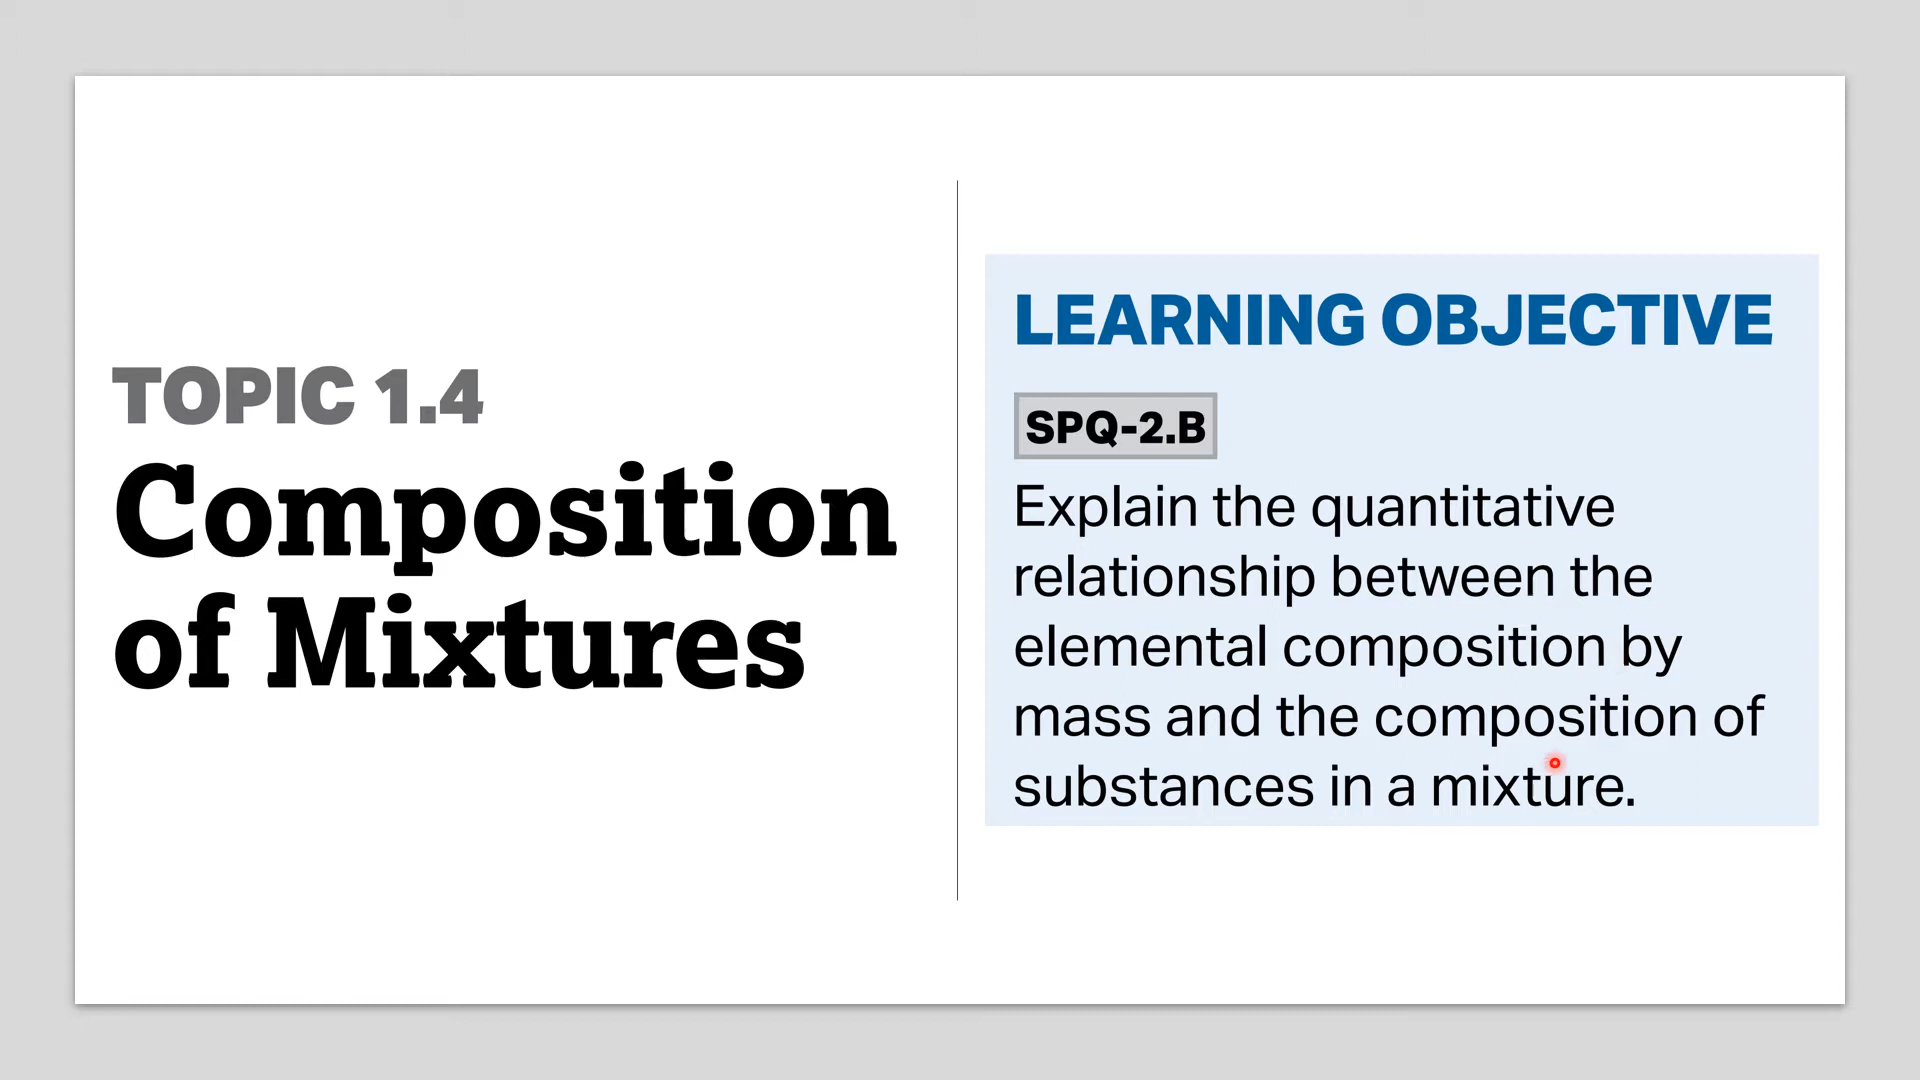 TOPIC 1.4
Composition
of Mixtures
LEARNING OBJECTIVE
SPQ-2.B
Explain the quantitative
relationship between the
elemental composition by
mass and the composition of
substances in a mixture.